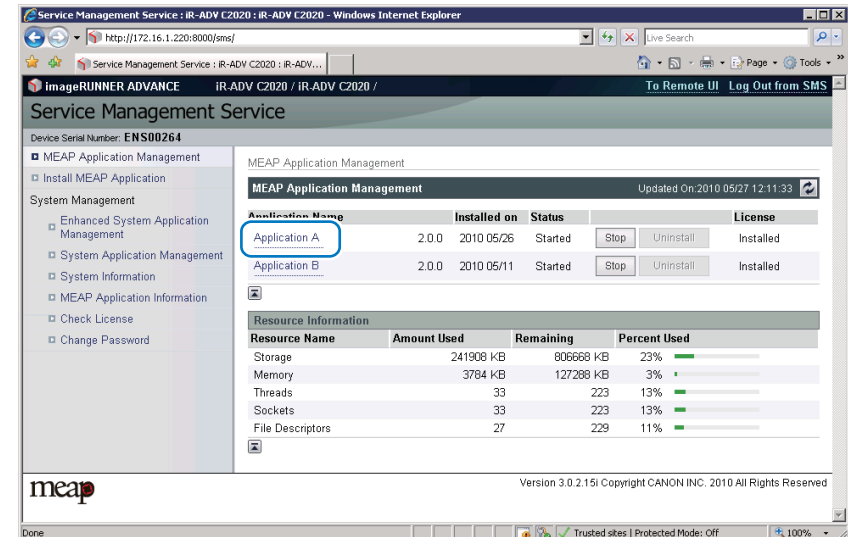 Service Management Service : iR-ADV C2020 : iR-ADV C2020 - Windows Internet Explorer
http://172.16.1.220:8000/sms/
Live Search
Service Management Service : iR-ADV C2020 : iR-ADV...
Page
Tools
imageRUNNER ADVANCE iR-ADV C2020 / iR-ADV C2020 /
To Remote UI Log Out from SMS
Service Management Service
Device Serial Number: ENS00264
MEAP Application Management
Install MEAP Application
System Management
Enhanced System Application
Management
System Application Management
System Information
MEAP Application Information
Check License
Change Password
MEAP Application Management
MEAP Application Management Updated On:2010 05/27 12:11:33
Application Name Installed on Status License
Application A 2.0.0 2010 05/26 Started Stop Uninstall Installed
Application B 2.0.0 2010 05/11 Started Stop Uninstall Installed
Resource Information
Resource Name Amount Used Remaining Percent Used
Storage 241908 KB 806668 KB 23%
Memory 3784 KB 127288 KB 3%
Threads 33 223 13%
Sockets 33 223 13%
File Descriptors 27 229 11%
meap
Version 3.0.2.15i Copyright CANON INC. 2010 All Rights Reserved
Done
Trusted sites | Protected Mode: Off
100%